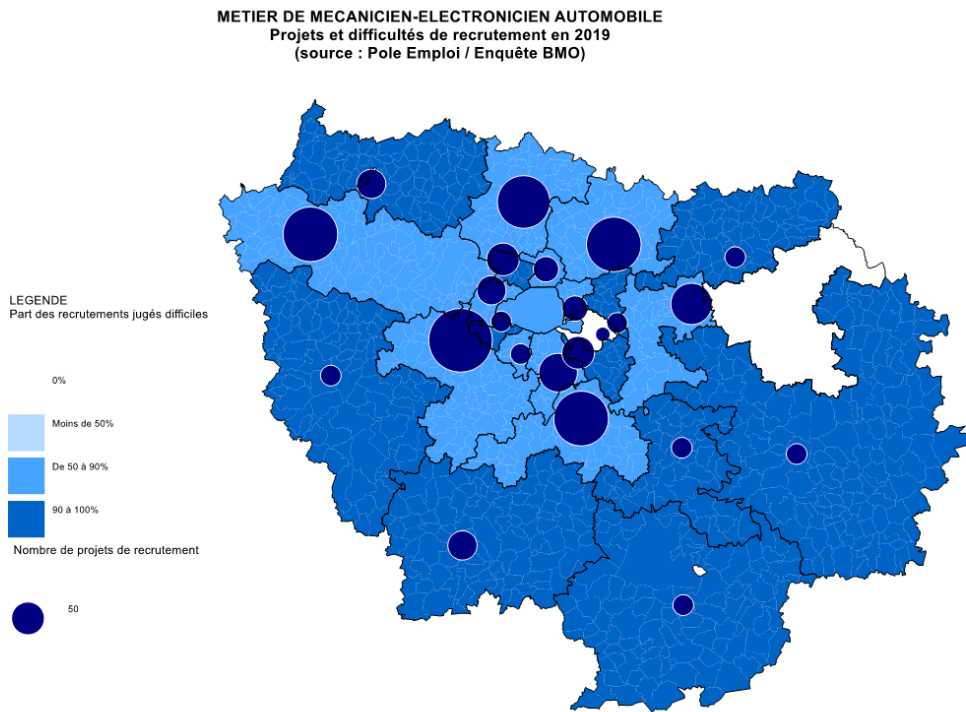 METIER DE MECANICIEN-ELECTRONICIEN AUTOMOBILE
Projets et difficultés de recrutement en 2019
(source : Pole Emploi / Enquête BMO)
LEGENDE
Part des recrutements jugés difficiles
0%
Moins de 50%
De 50 à 90%
90 à 100%
Nombre de projets de recrutement
50